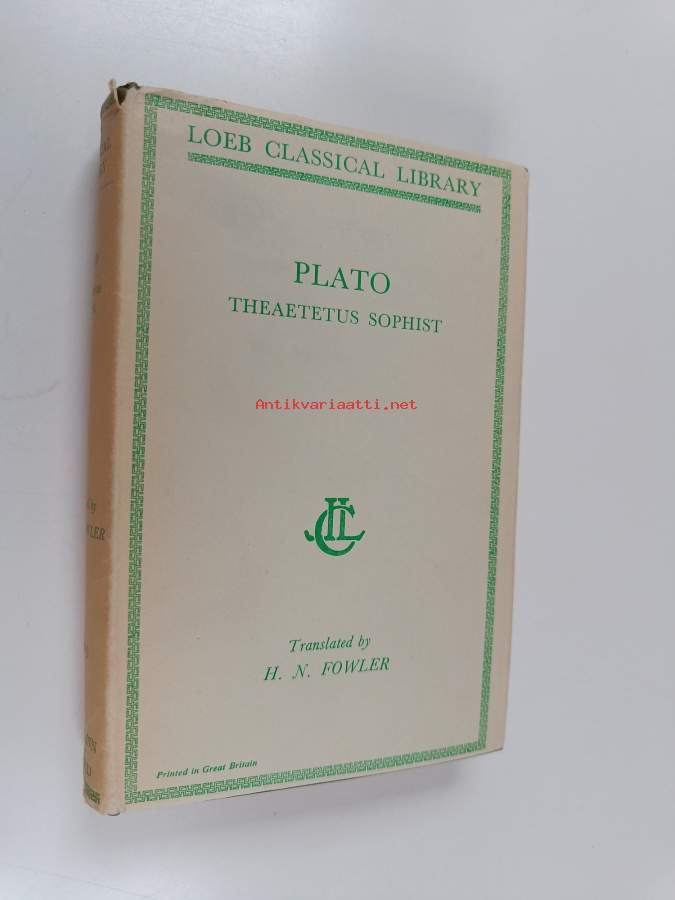 LOEB CLASSICAL LIBRARY
PLATO
THEAETETUS SOPHIST
Antikvariaatti.net
Translated by
H. N. FOWLER
Printed in Great Britain